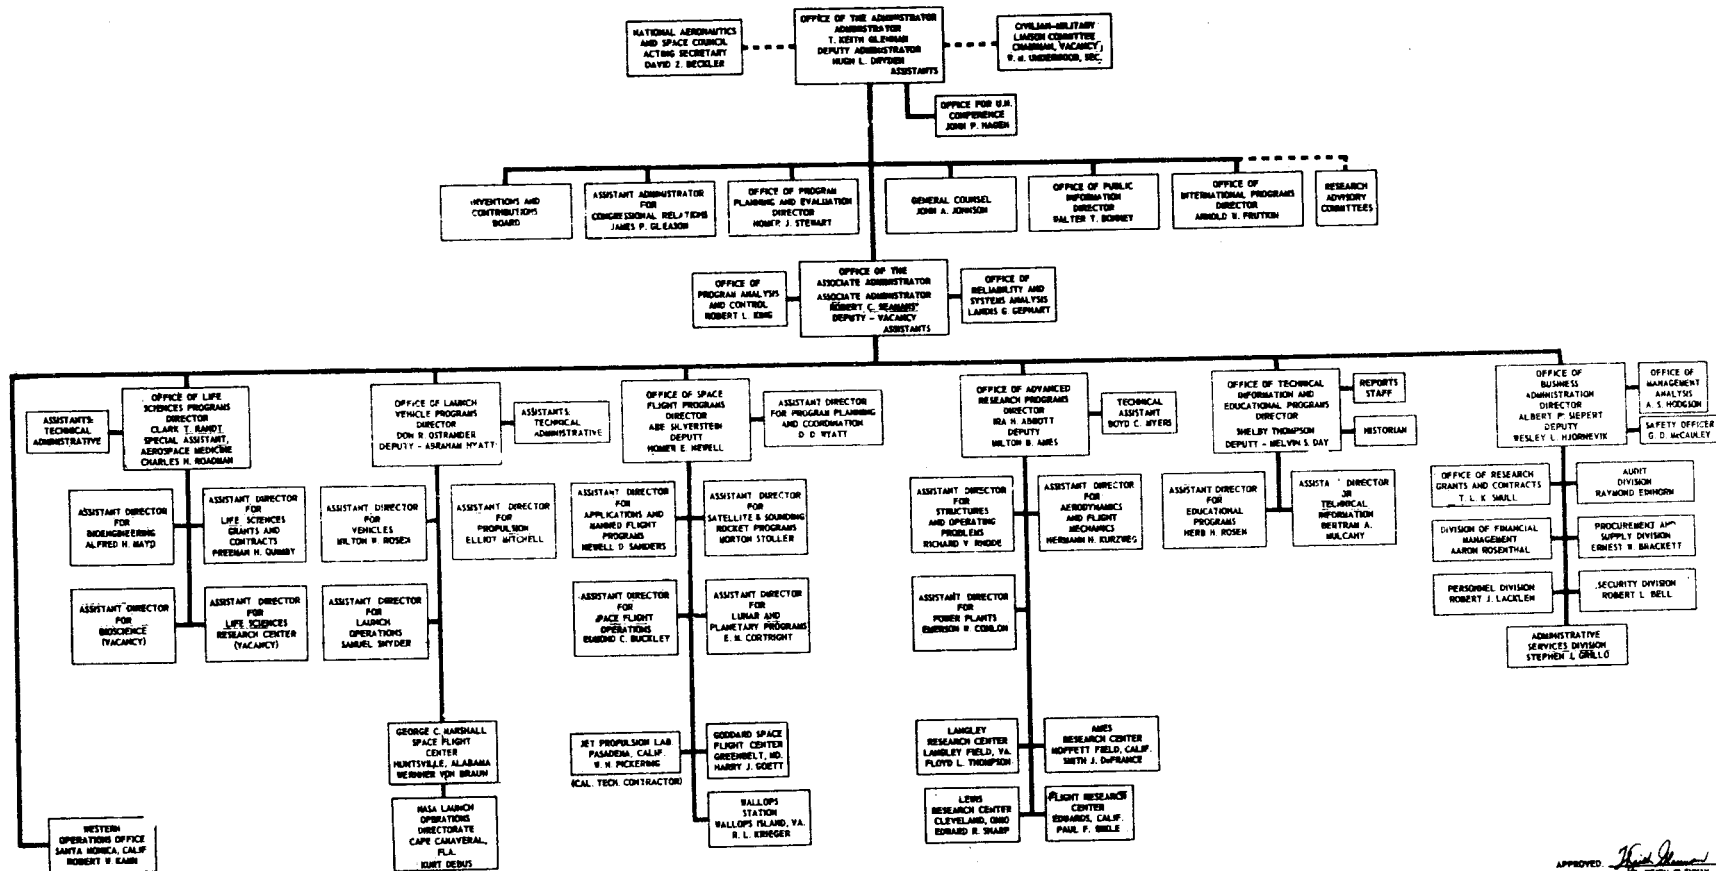 NATIONAL AERONAUTICS
AND SPACE COUNCIL
ACTING SECRETARY
DAVID Z. BECKLER
OFFICE OF THE ADMINISTRATOR
ADMINISTRATOR
T. KEITH GLENNAN
DEPUTY ADMINISTRATOR
HUGH L. DRYDEN
ASSISTANTS
CIVILIAN-MILITARY
LIAISON COMMITTEE
CHAIRMAN, VACANCY
W. H. UNDERWOOD, SEC.
OFFICE FOR U.N.
CONFERENCE
JOHN P. HAGEN
INVENTIONS AND
CONTRIBUTIONS
BOARD
ASSISTANT ADMINISTRATOR
FOR
CONGRESSIONAL RELATIONS
JAMES P. GLEASON
OFFICE OF PROGRAM
PLANNING AND EVALUATION
DIRECTOR
HOMER J. STEWART
GENERAL COUNSEL
JOHN A. JOHNSON
OFFICE OF PUBLIC
INFORMATION
DIRECTOR
WALTER T. BONNEY
OFFICE OF
INTERNATIONAL PROGRAMS
DIRECTOR
ARNOLD W. FRUTKIN
RESEARCH
ADVISORY
COMMITTEES
OFFICE OF
PROGRAM ANALYSIS
AND CONTROL
ROBERT L. KING
OFFICE OF THE
ASSOCIATE ADMINISTRATOR
ASSOCIATE ADMINISTRATOR
ROBERT C. SEAMANS
DEPUTY - VACANCY
ASSISTANTS
OFFICE OF
RELIABILITY AND
SYSTEMS ANALYSIS
LANDIS G. GEPHART
ASSISTANTS:
TECHNICAL
ADMINISTRATIVE
OFFICE OF LIFE
SCIENCES PROGRAMS
DIRECTOR
CLARK T. RANDT
SPECIAL ASSISTANT,
AEROSPACE MEDICINE
CHARLES H. ROADMAN
OFFICE OF LAUNCH
VEHICLE PROGRAMS
DIRECTOR
DON R. OSTRANDER
DEPUTY - ABRAHAM HYATT
ASSISTANTS:
TECHNICAL
ADMINISTRATIVE
OFFICE OF SPACE
FLIGHT PROGRAMS
DIRECTOR
ABE SILVERSTEIN
DEPUTY
HOMER E. NEWELL
ASSISTANT DIRECTOR
FOR PROGRAM PLANNING
AND COORDINATION
D D WYATT
OFFICE OF ADVANCED
RESEARCH PROGRAMS
DIRECTOR
IRA H. ABBOTT
DEPUTY
MILTON B. AMES
TECHNICAL
ASSISTANT
BOYD C. MYERS
OFFICE OF TECHNICAL
INFORMATION AND
EDUCATIONAL PROGRAMS
DIRECTOR
SHELBY THOMPSON
DEPUTY - MELVIN S. DAY
REPORTS
STAFF
HISTORIAN
OFFICE OF
BUSINESS
ADMINISTRATION
DIRECTOR
ALBERT P. SIEPERT
DEPUTY
WESLEY L. HJORNEVIK
OFFICE OF
MANAGEMENT
ANALYSIS
A. S. HODGSON
SAFETY OFFICER
G. D. McCAULEY
ASSISTANT DIRECTOR
FOR
BIOENGINEERING
ALFRED H. MAYO
ASSISTANT DIRECTOR
FOR
LIFE SCIENCES
GRANTS AND
CONTRACTS
FREEMAN H. QUIMBY
ASSISTANT DIRECTOR
FOR
VEHICLES
MILTON W. ROSEN
ASSISTANT DIRECTOR
FOR
PROPULSION
ELLIOT MITCHELL
ASSISTANT DIRECTOR
FOR
APPLICATIONS AND
MANNED FLIGHT
PROGRAMS
NEWELL D SANDERS
ASSISTANT DIRECTOR
FOR
SATELLITE & SOUNDING
ROCKET PROGRAMS
MORTON STOLLER
ASSISTANT DIRECTOR
FOR
STRUCTURES
AND OPERATING
PROBLEMS
RICHARD V. RHODE
ASSISTANT DIRECTOR
FOR
AERODYNAMICS
AND FLIGHT
MECHANICS
HERMANN H. KURZWEG
ASSISTANT DIRECTOR
FOR
EDUCATIONAL
PROGRAMS
HERB H. ROSEN
ASSISTA T DIRECTOR
OR
TECHNICAL
INFORMATION
BERTRAM A.
MULCAHY
OFFICE OF RESEARCH
GRANTS AND CONTRACTS
T. L. K SMULL
AUDIT
DIVISION
RAYMOND EINHORN
DIVISION OF FINANCIAL
MANAGEMENT
AARON ROSENTHAL
PROCUREMENT AND
SUPPLY DIVISION
ERNEST W. BRACKETT
PERSONNEL DIVISION
ROBERT J. LACKLEN
SECURITY DIVISION
ROBERT L. BELL
ADMINISTRATIVE
SERVICES DIVISION
STEPHEN J. GRILLO
ASSISTANT DIRECTOR
FOR
BIOSCIENCE
(VACANCY)
ASSISTANT DIRECTOR
FOR
LIFE SCIENCES
RESEARCH CENTER
(VACANCY)
ASSISTANT DIRECTOR
FOR
LAUNCH
OPERATIONS
SAMUEL SNYDER
ASSISTANT DIRECTOR
FOR
SPACE FLIGHT
OPERATIONS
EDMOND C. BUCKLEY
ASSISTANT DIRECTOR
FOR
LUNAR AND
PLANETARY PROGRAMS
E. M. CORTRIGHT
ASSISTANT DIRECTOR
FOR
POWER PLANTS
EMERSON W. CONLON
GEORGE C. MARSHALL
SPACE FLIGHT
CENTER
HUNTSVILLE, ALABAMA
WERNHER VON BRAUN
JET PROPULSION LAB.
PASADENA, CALIF.
W. H. PICKERING
(CAL. TECH. CONTRACTOR)
GODDARD SPACE
FLIGHT CENTER
GREENBELT, MD.
HARRY J. GOETT
LANGLEY
RESEARCH CENTER
LANGLEY FIELD, VA.
FLOYD L. THOMPSON
AMES
RESEARCH CENTER
MOFFETT FIELD, CALIF.
SMITH J. DeFRANCE
NASA LAUNCH
OPERATIONS
DIRECTORATE
CAPE CANAVERAL,
FLA.
KURT DEBUS
WALLOPS
STATION
WALLOPS ISLAND, VA.
R. L. KRIEGER
LEWIS
RESEARCH CENTER
CLEVELAND, OHIO
EDWARD R. SHARP
FLIGHT RESEARCH
CENTER
EDWARDS, CALIF.
PAUL F. BIKLE
WESTERN
OPERATIONS OFFICE
SANTA MONICA, CALIF
ROBERT W. KAMM
APPROVED.